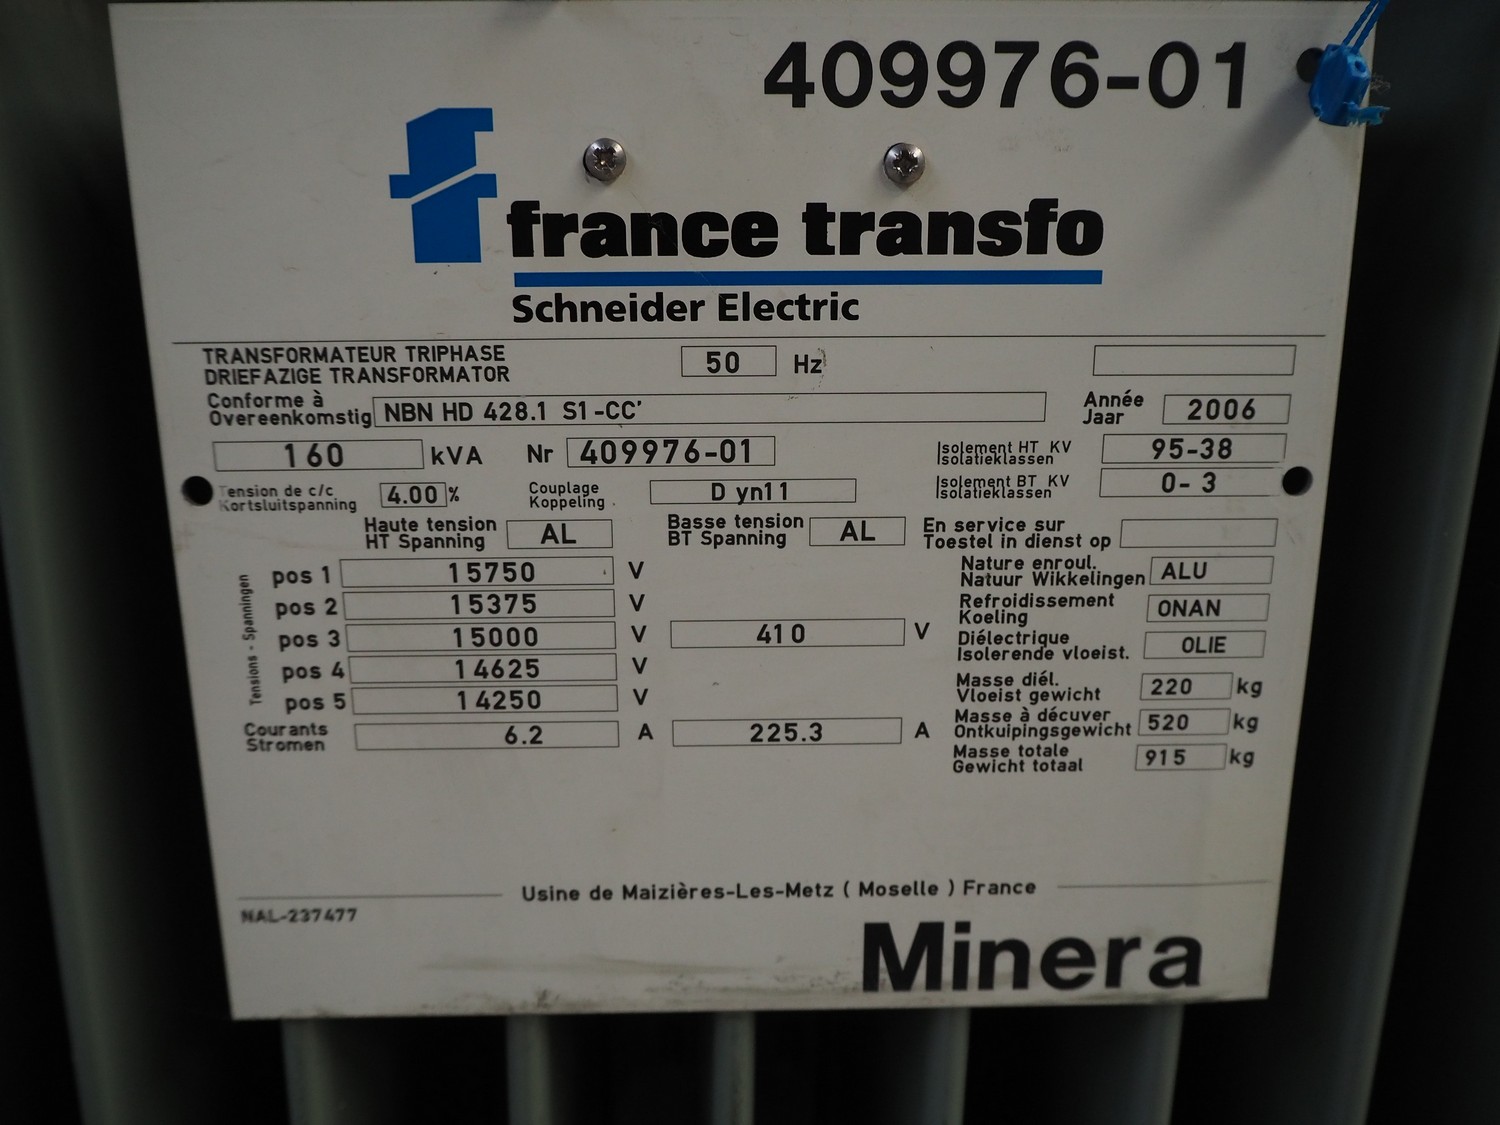 409976-01
france transfo
Schneider Electric
TRANSFORMATEUR TRIPHASE
DRIEFAZIGE TRANSFORMATOR
50 Hz
Conforme à
Overeenkomstig
NBN HD 428.1 S1-CC'
Année
Jaar
2006
160 kVA
Nr 409976-01
Isolement HT KV
Isolatieklassen
95-38
Tension de c/c
Kortsluitspanning
4.00 %
Couplage
Koppeling
D yn11
Isolement BT KV
Isolatieklassen
0-3
Haute tension
HT Spanning
AL
Basse tension
BT Spanning
AL
En service sur
Toestel in dienst op
Tensions - Spanningen
pos 1 15750 V
pos 2 15375 V
pos 3 15000 V 410 V
pos 4 14625 V
pos 5 14250 V
Courants
Stromen
6.2 A 225.3 A
Nature enroul.
Natuur Wikkelingen
ALU
Refroidissement
Koeling
ONAN
Diélectrique
Isolerende vloeist.
OLIE
Masse diél.
Vloeist gewicht
220 kg
Masse à décuver
Ontkuipingsgewicht
520 kg
Masse totale
Gewicht totaal
915 kg
Usine de Maizières-Les-Metz ( Moselle ) France
NAL-237477
Minera